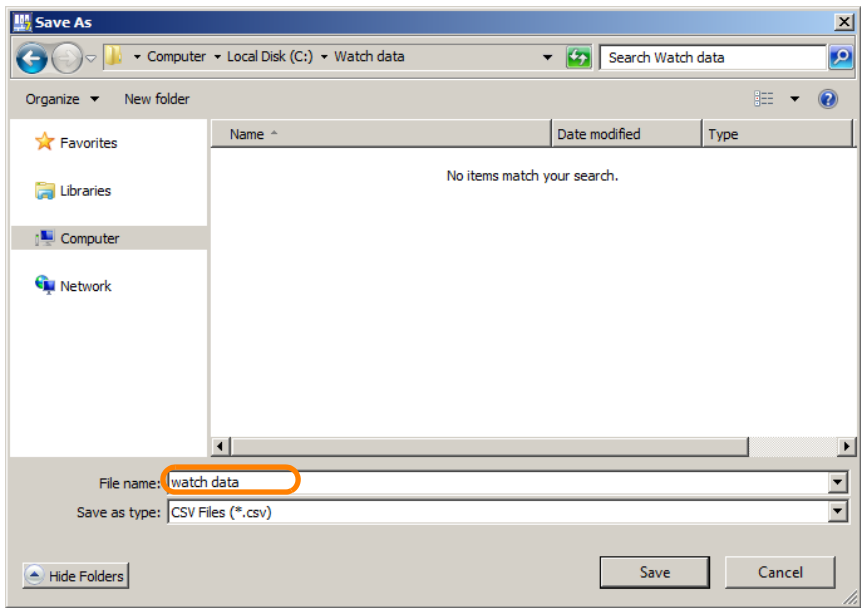 Save As
Computer Local Disk (C:) Watch data
Search Watch data
Organize New folder
Name Date modified Type
Favorites
No items match your search.
Libraries
Computer
Network
File name: watch data
Save as type: CSV Files (*.csv)
Hide Folders Save Cancel